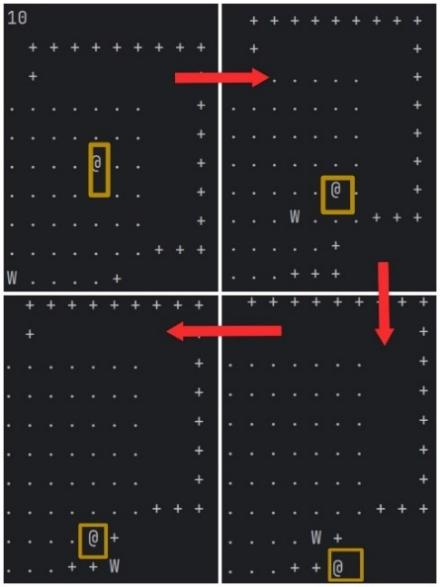 10
+ + + + + + + + +
+ +
. . . . . . . +
. . . . . . . +
. . . . @ . . +
. . . . . . . +
. . . . . . . +
. . . . . . . + + +
W . . . . +
+ + + + + + + + +
+ +
. . . . . +
. . . . . . . +
. . . . . . . +
. . . . . . . +
. . . . . @ . +
. . . W . . + + +
. . . . . +
. . . + + +
+ + + + + + + + +
+
. . . . . . . +
. . . . . . . +
. . . . . . . +
. . . . . . . +
. . . . . . . +
. . . . . . . + + +
. . . . W +
. . . + + @
+ + + + + + + + +
+ +
. . . . . . . +
. . . . . . . +
. . . . . . . +
. . . . . . . +
. . . . . . . +
. . . . . . . + + +
. . . . @ +
. . . + + W